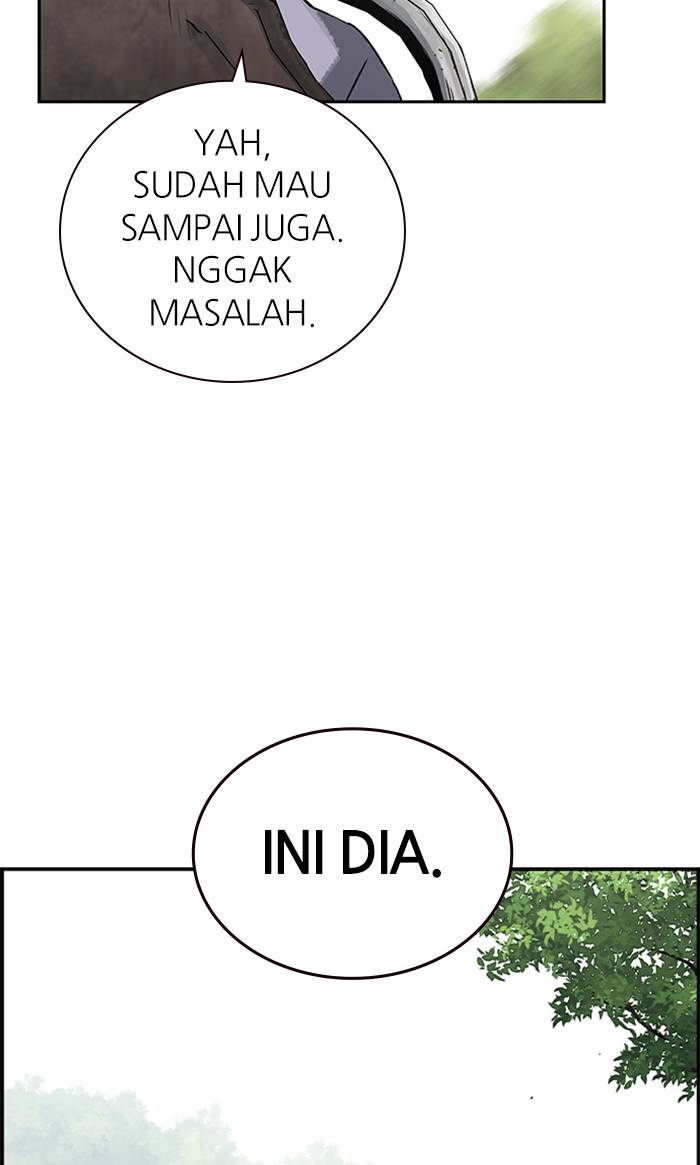 YAH,
SUDAH MAU
SAMPAI JUGA.
NGGAK
MASALAH.
INI DIA.